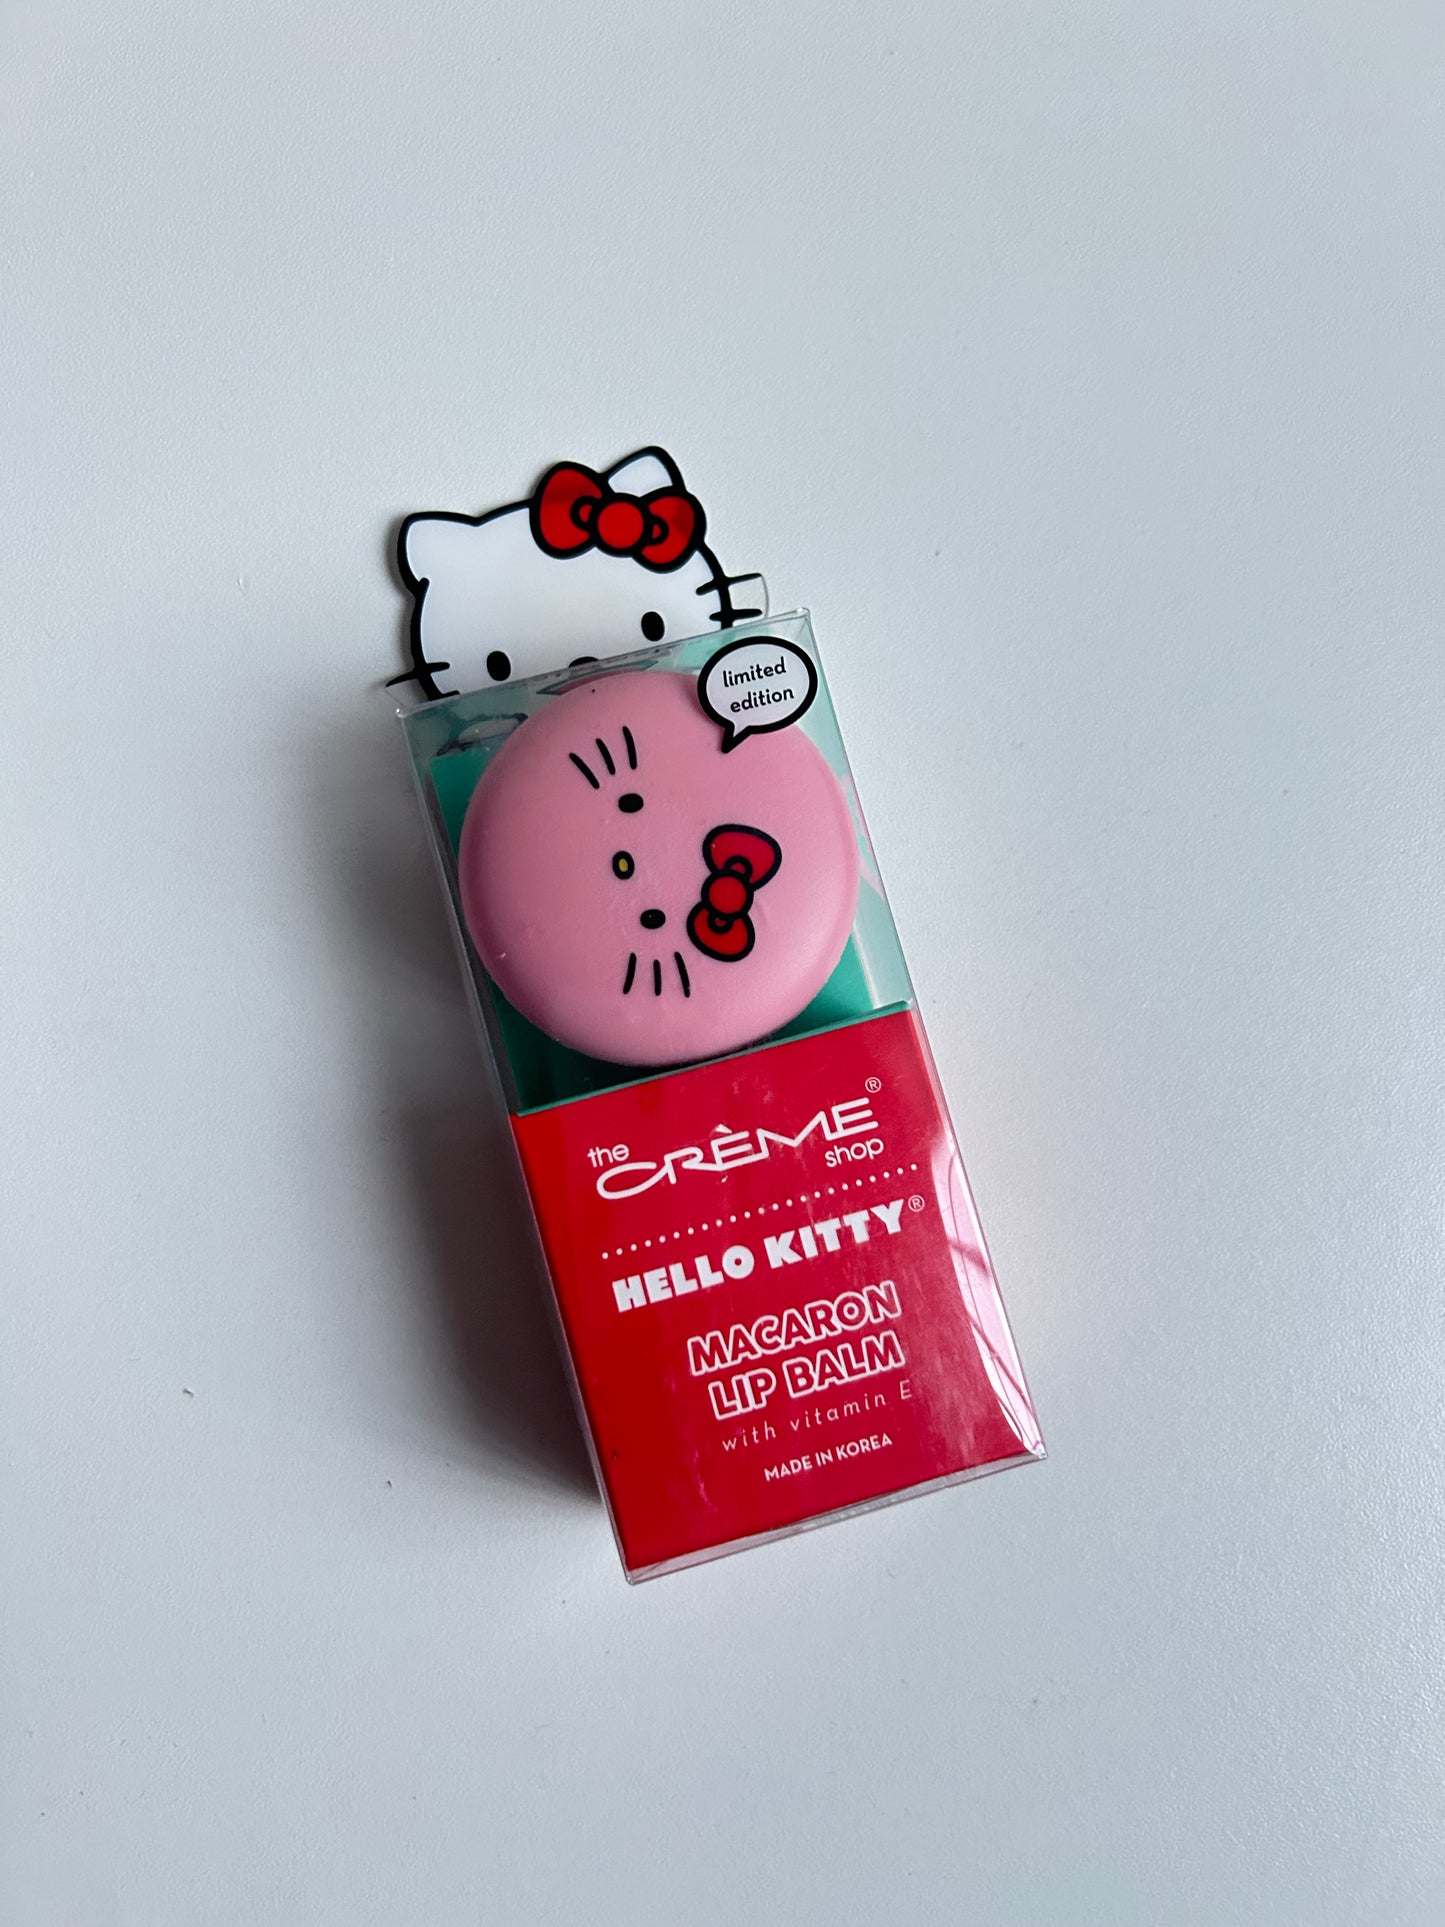 limited
edition
the CRÈME® shop
HELLO KITTY®
MACARON
LIP BALM
with vitamin E
MADE IN KOREA